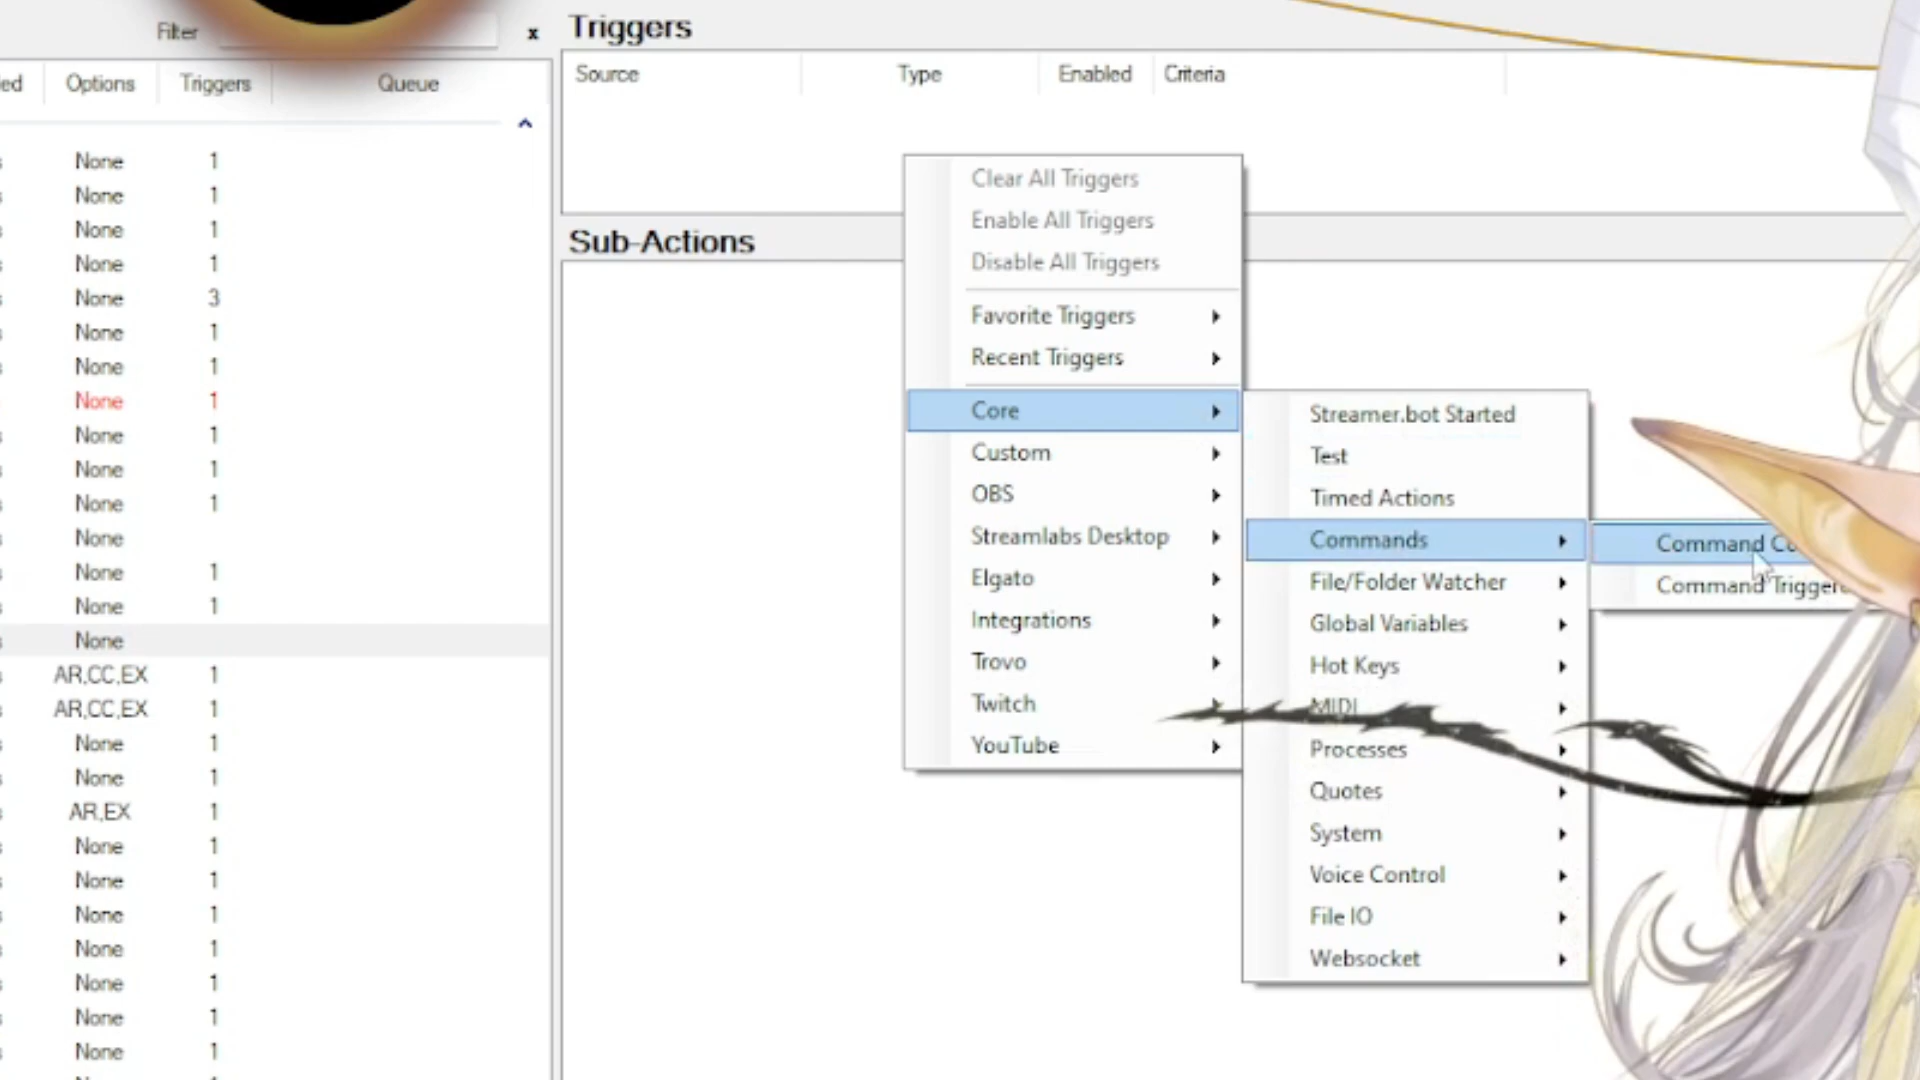 Filter
x
Options Triggers Queue
None 1
None 1
None 1
None 1
None 3
None 1
None 1
None 1
None 1
None 1
None 1
None
None 1
None 1
None
AR,CC,EX 1
AR,CC,EX 1
None 1
None 1
AR,EX 1
None 1
None 1
None 1
None 1
None 1
None 1
None 1
Triggers
Source Type Enabled Criteria
Sub-Actions
Clear All Triggers
Enable All Triggers
Disable All Triggers
Favorite Triggers
Recent Triggers
Core
Custom
OBS
Streamlabs Desktop
Elgato
Integrations
Trovo
Twitch
YouTube
Streamer.bot Started
Test
Timed Actions
Commands
File/Folder Watcher
Global Variables
Hot Keys
MIDI
Processes
Quotes
System
Voice Control
File IO
Websocket
Command
Command Triggere